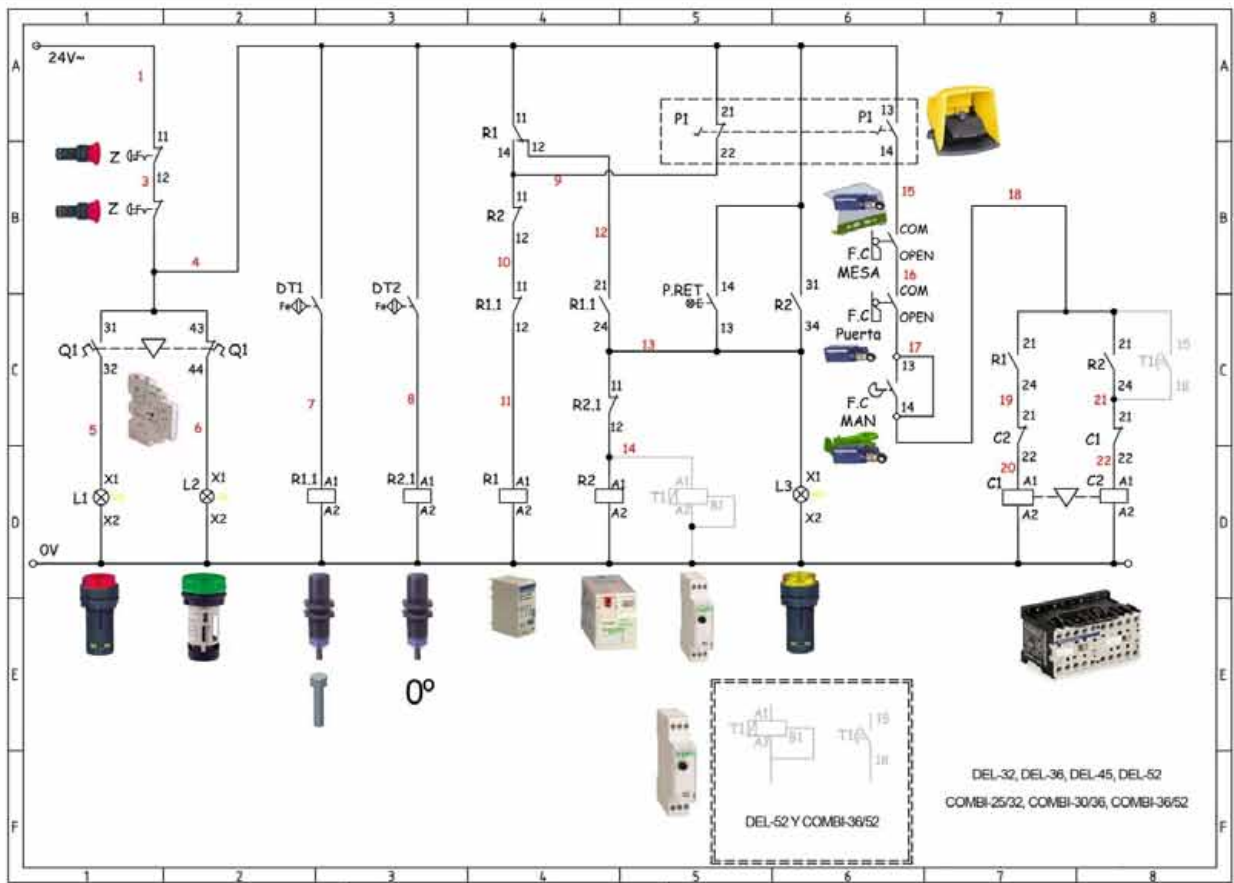 1 2 3 4 5 6 7 8
A A
24V~
1
11
Z
12
3
Z
B B
4
31 43
Q1 Q1
32 44
C C
5 6
X1 X1
L1 L2
X2 X2
D D
0V
DT1
Fe
7
R1.1 A1
A2
DT2
Fe
8
R2.1 A1
A2
11
R1
14 12
9
11
R2
12
10
11
R1.1
12
11
R1 A1
A2
12
21
R1.1
24
13
11
R2.1
12
14
R2 A1
A2
A1
T1 B1
A2
21
P1
22
14
P.RET
13
31
R2
34
X1
L3
X2
13
P1
14
15
COM
F.C OPEN
MESA
16
COM
F.C OPEN
Puerta
17
13
F.C 14
MAN
18
21
R1
24
19
21
C2
22
20
C1 A1
A2
21
R2
24
21
21
C1
22
22
C2 A1
A2
15
T1
18
E E
0º
A1
T1 B1
A2
15
T1
18
DEL-52 Y COMBI-36/52
DEL-32, DEL-36, DEL-45, DEL-52
COMBI-25/32, COMBI-30/36, COMBI-36/52
F F
1 2 3 4 5 6 7 8